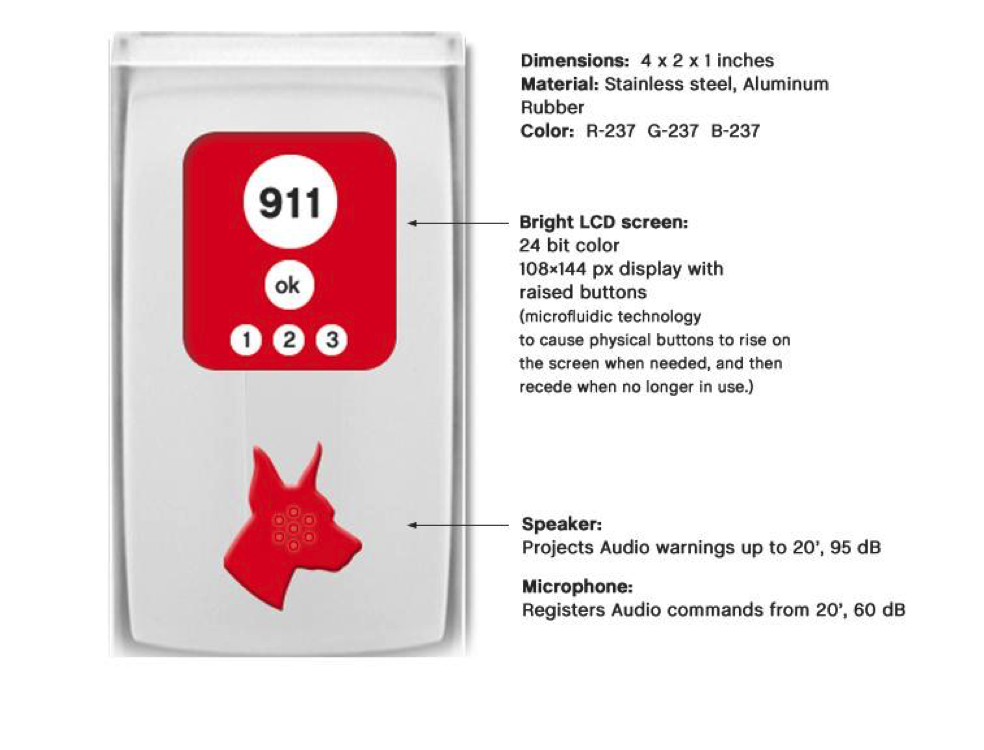 911
ok
1 2 3
Dimensions: 4 x 2 x 1 inches
Material: Stainless steel, Aluminum
Rubber
Color: R-237 G-237 B-237
Bright LCD screen:
24 bit color
108×144 px display with
raised buttons
(microfluidic technology
to cause physical buttons to rise on
the screen when needed, and then
recede when no longer in use.)
Speaker:
Projects Audio warnings up to 20’, 95 dB
Microphone:
Registers Audio commands from 20’, 60 dB